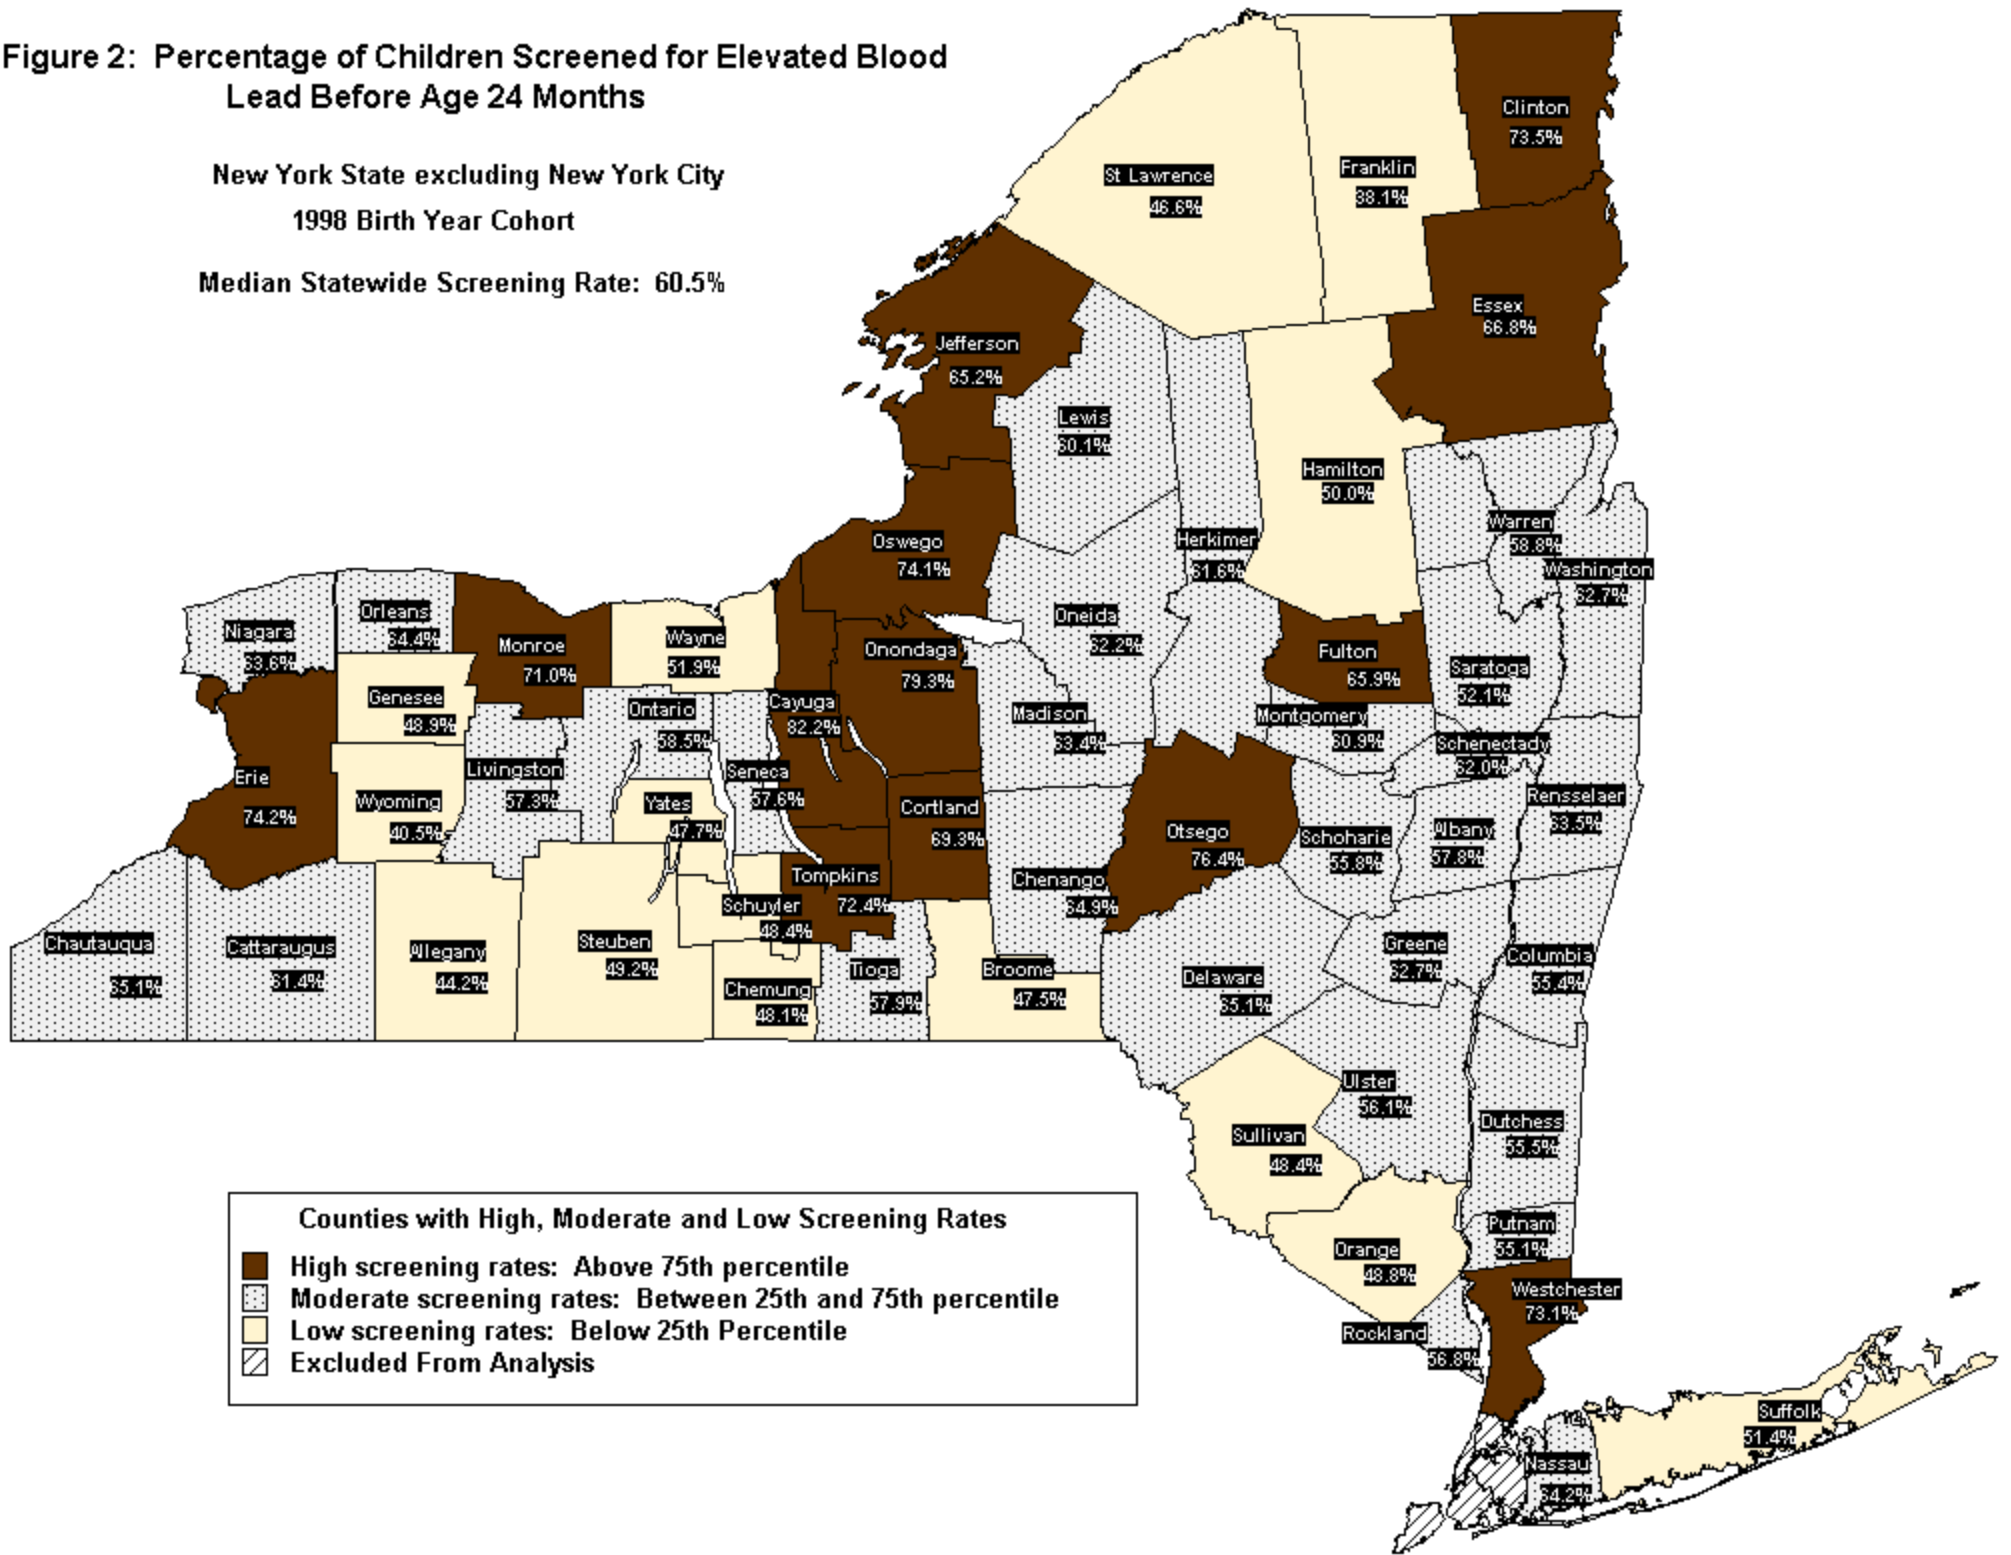 Figure 2: Percentage of Children Screened for Elevated Blood
Lead Before Age 24 Months
New York State excluding New York City
1998 Birth Year Cohort
Median Statewide Screening Rate: 60.5%
Clinton
73.5%
Franklin
38.1%
St Lawrence
46.6%
Essex
66.8%
Jefferson
65.2%
Lewis
60.1%
Hamilton
50.0%
Warren
58.8%
Herkimer
61.6%
Washington
62.7%
Oswego
74.1%
Oneida
62.2%
Orleans
64.4%
Niagara
63.6%
Monroe
71.0%
Wayne
51.9%
Onondaga
79.3%
Fulton
65.9%
Saratoga
52.1%
Genesee
48.9%
Ontario
58.5%
Cayuga
82.2%
Madison
63.4%
Montgomery
60.9%
Schenectady
62.0%
Erie
74.2%
Wyoming
40.5%
Livingston
57.3%
Yates
47.7%
Seneca
57.6%
Cortland
69.3%
Otsego
76.4%
Schoharie
55.8%
Albany
57.8%
Rensselaer
63.5%
Tompkins
72.4%
Chenango
64.9%
Schuyler
48.4%
Chautauqua
65.1%
Cattaraugus
61.4%
Allegany
44.2%
Steuben
49.2%
Chemung
48.1%
Tioga
57.9%
Broome
47.5%
Delaware
65.1%
Greene
62.7%
Columbia
55.4%
Ulster
56.1%
Sullivan
48.4%
Dutchess
55.5%
Orange
48.8%
Putnam
55.1%
Westchester
73.1%
Rockland
56.8%
Suffolk
51.4%
Nassau
64.2%
Counties with High, Moderate and Low Screening Rates
High screening rates: Above 75th percentile
Moderate screening rates: Between 25th and 75th percentile
Low screening rates: Below 25th Percentile
Excluded From Analysis